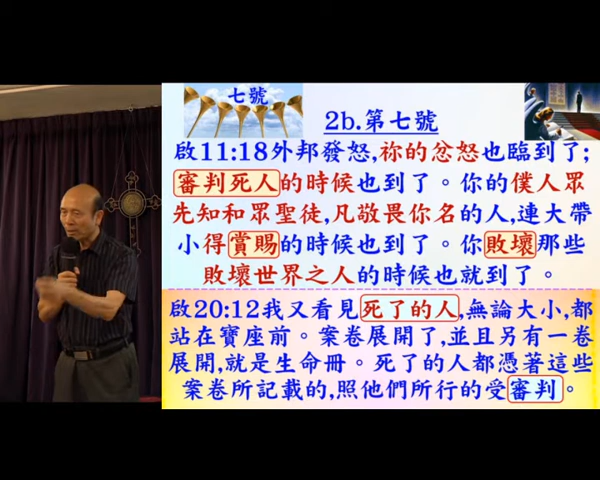 七號
2b.第七號
啟11:18外邦發怒,祢的忿怒也臨到了;
審判死人的時候也到了。你的僕人眾
先知和眾聖徒,凡敬畏你名的人,連大帶
小得賞賜的時候也到了。你敗壞那些
敗壞世界之人的時候也就到了。
啟20:12我又看見死了的人,無論大小,都
站在寶座前。案卷展開了,並且另有一卷
展開,就是生命冊。死了的人都憑著這些
案卷所記載的,照他們所行的受審判。